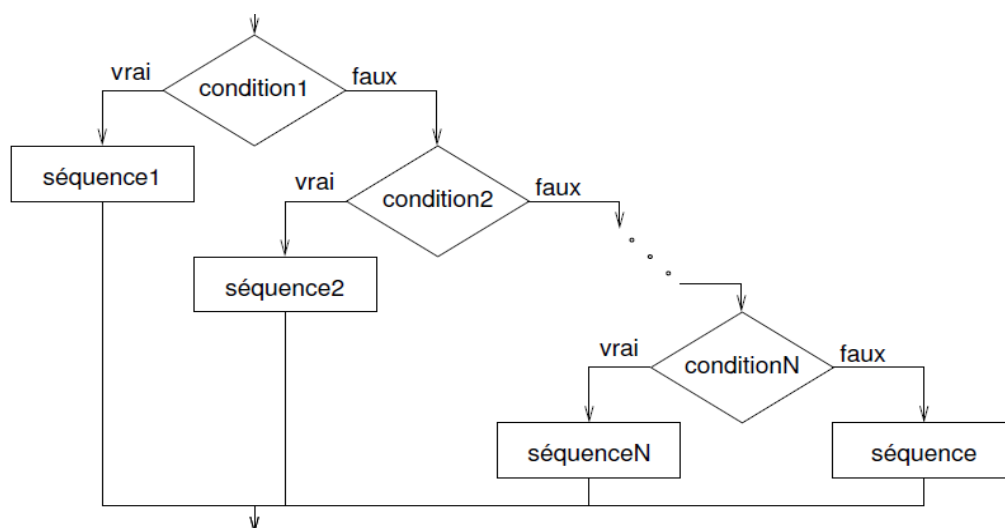 vrai
condition1
faux
séquence1
vrai
condition2
faux
séquence2
vrai
conditionN
faux
séquenceN
séquence